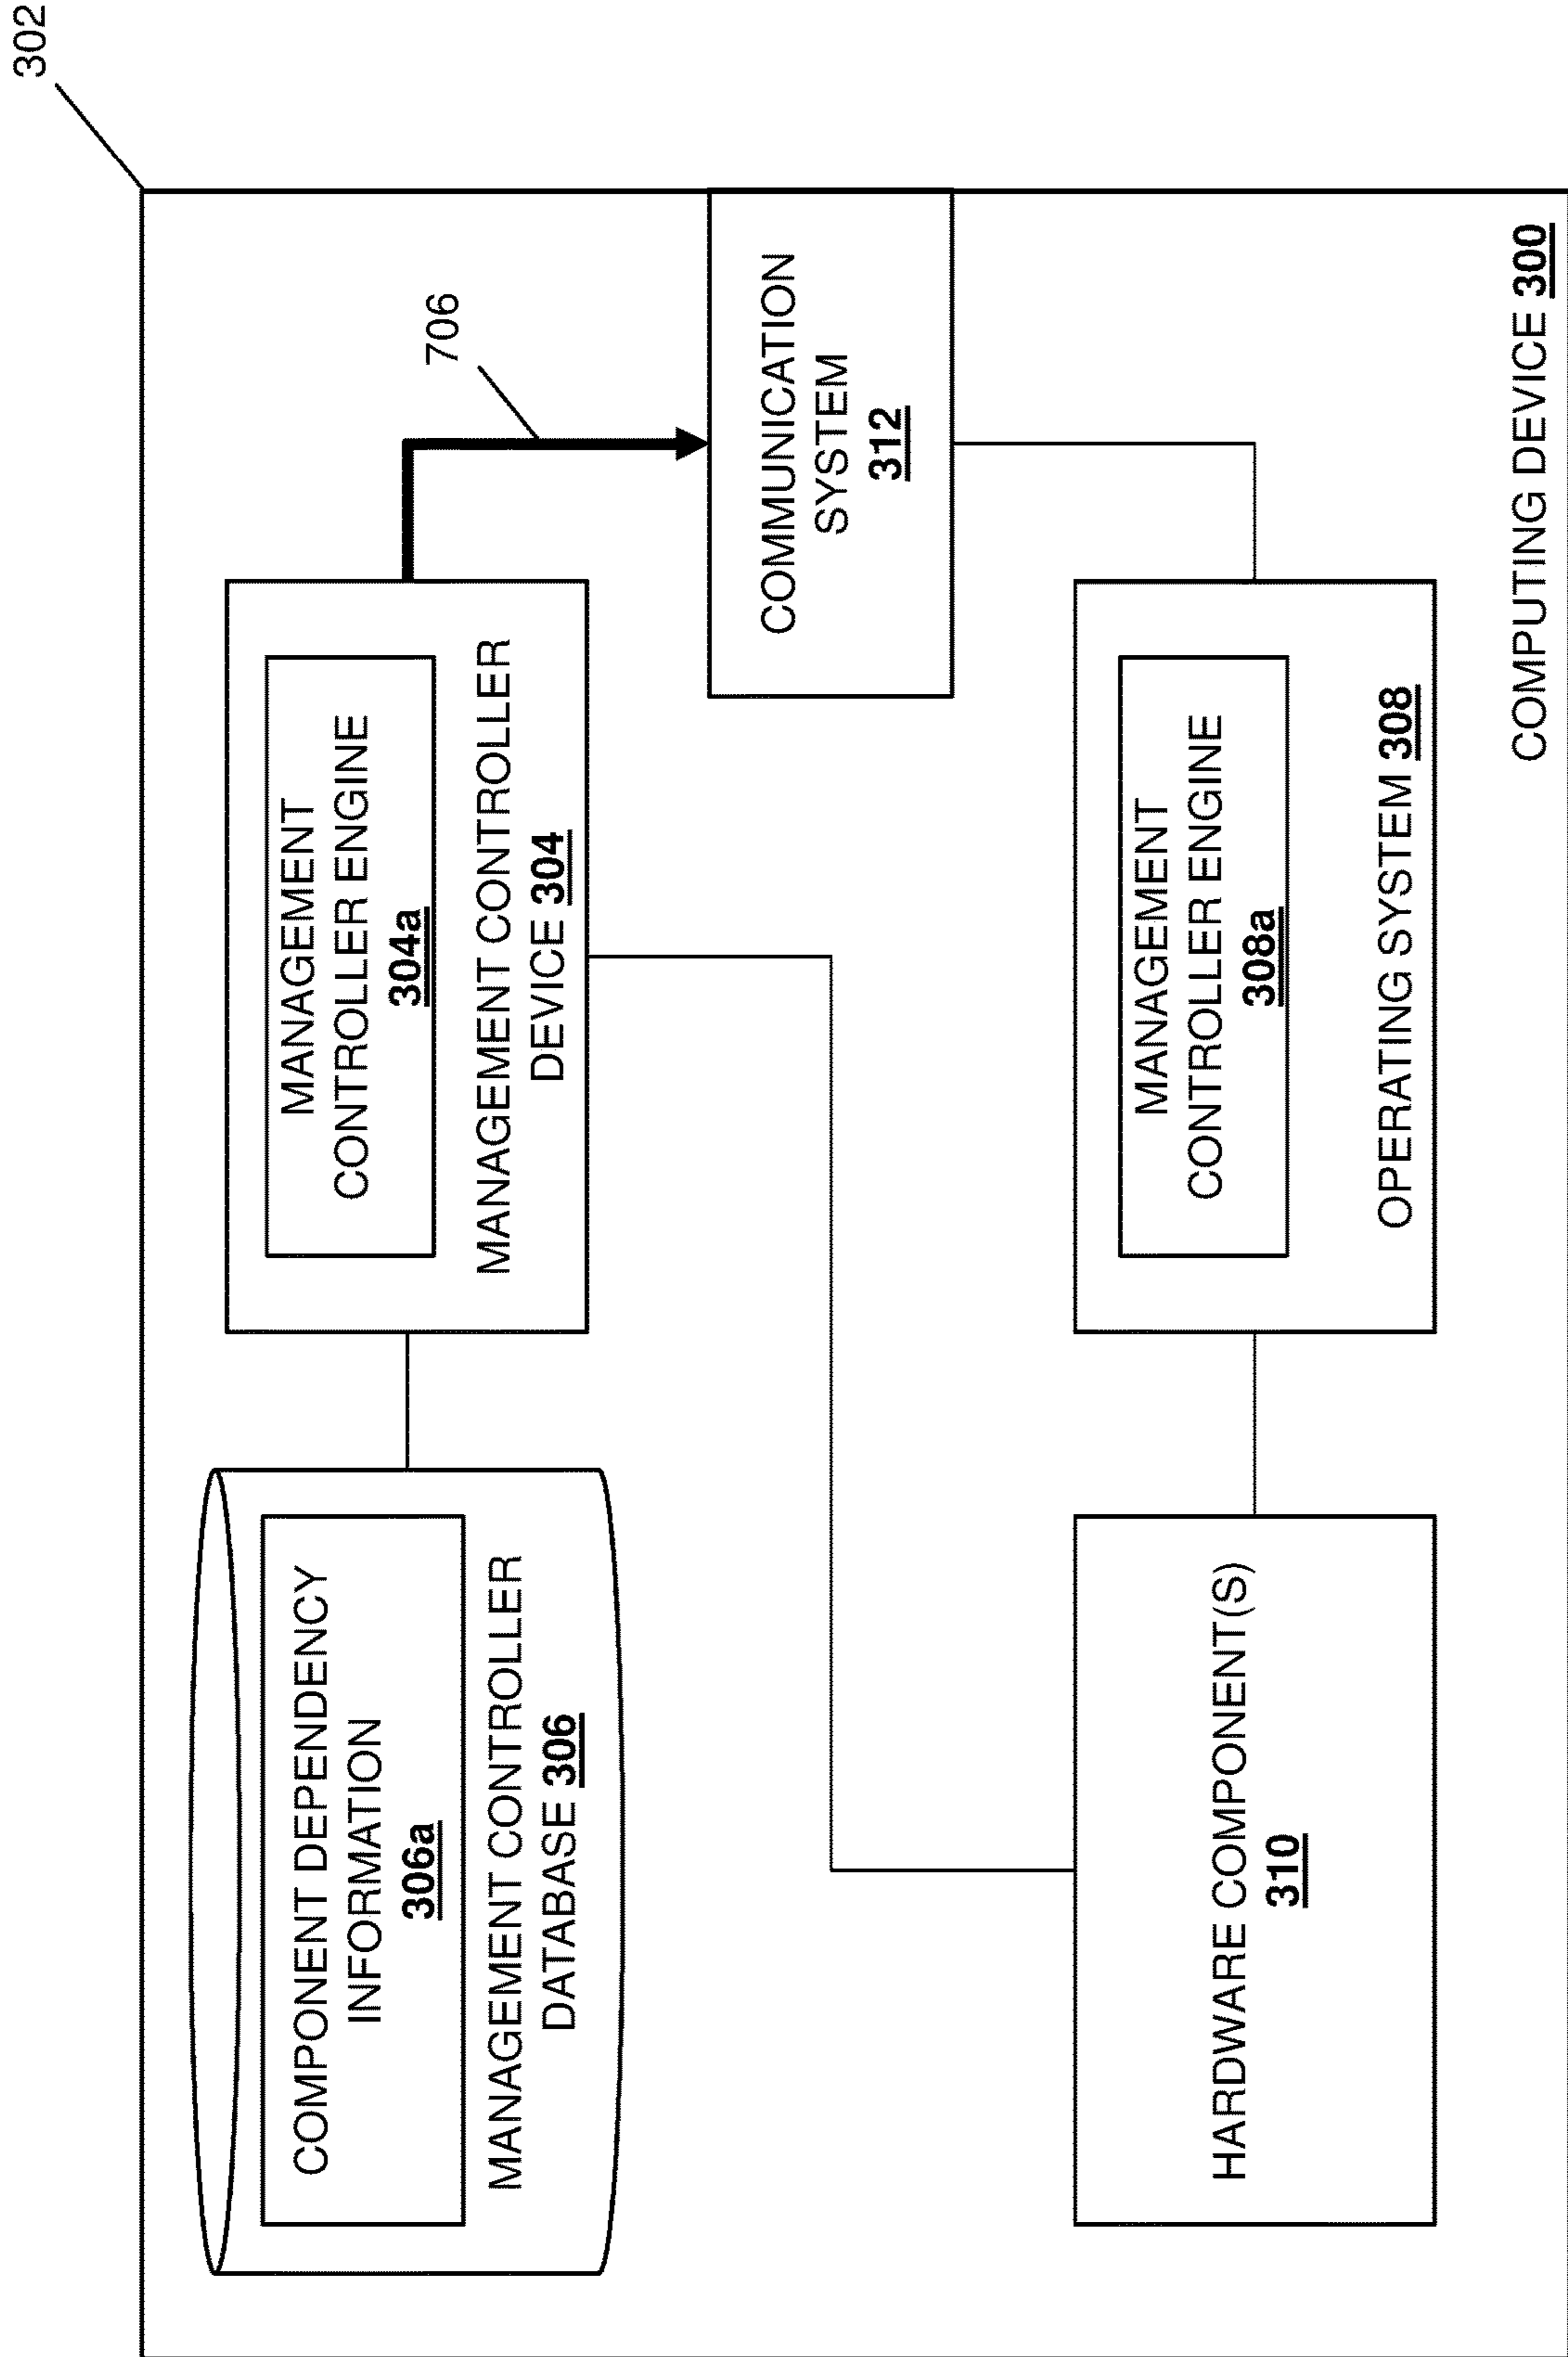 302
706
COMPONENT DEPENDENCY
INFORMATION
306a
MANAGEMENT CONTROLLER
DATABASE 306
MANAGEMENT
CONTROLLER ENGINE
304a
MANAGEMENT CONTROLLER
DEVICE 304
COMMUNICATION
SYSTEM
312
HARDWARE COMPONENT(S)
310
MANAGEMENT
CONTROLLER ENGINE
308a
OPERATING SYSTEM 308
COMPUTING DEVICE 300